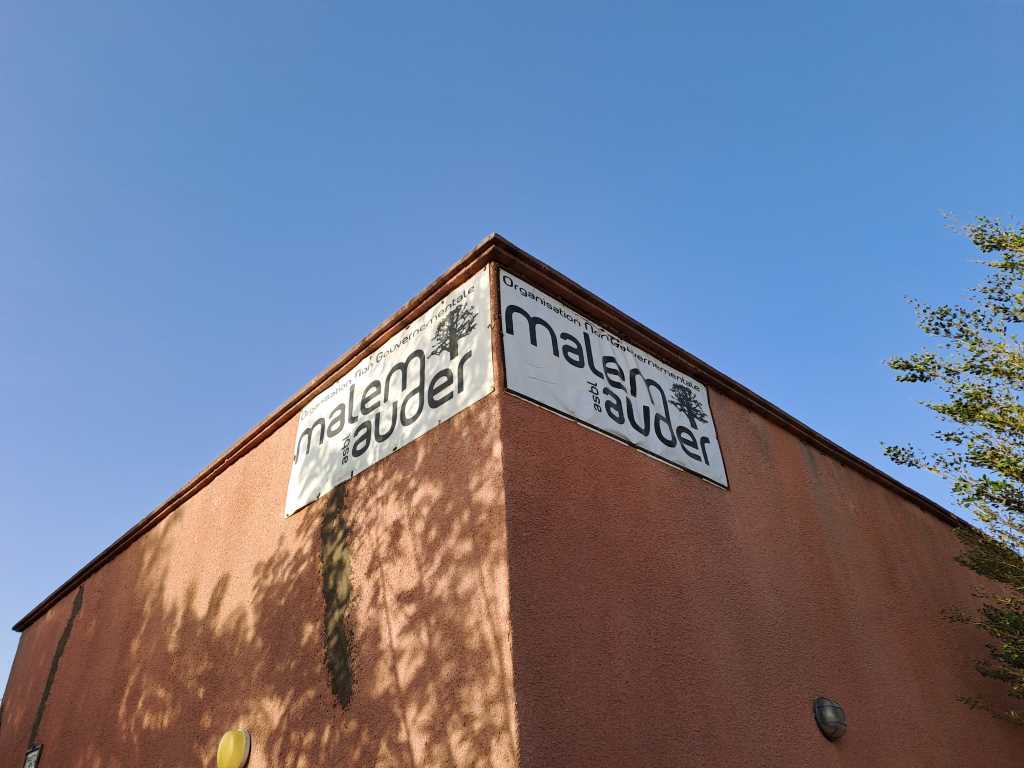 Organisation Non Gouvernementale
malem
auder
asbl
Organisation Non Gouvernementale
malem
auder
asbl